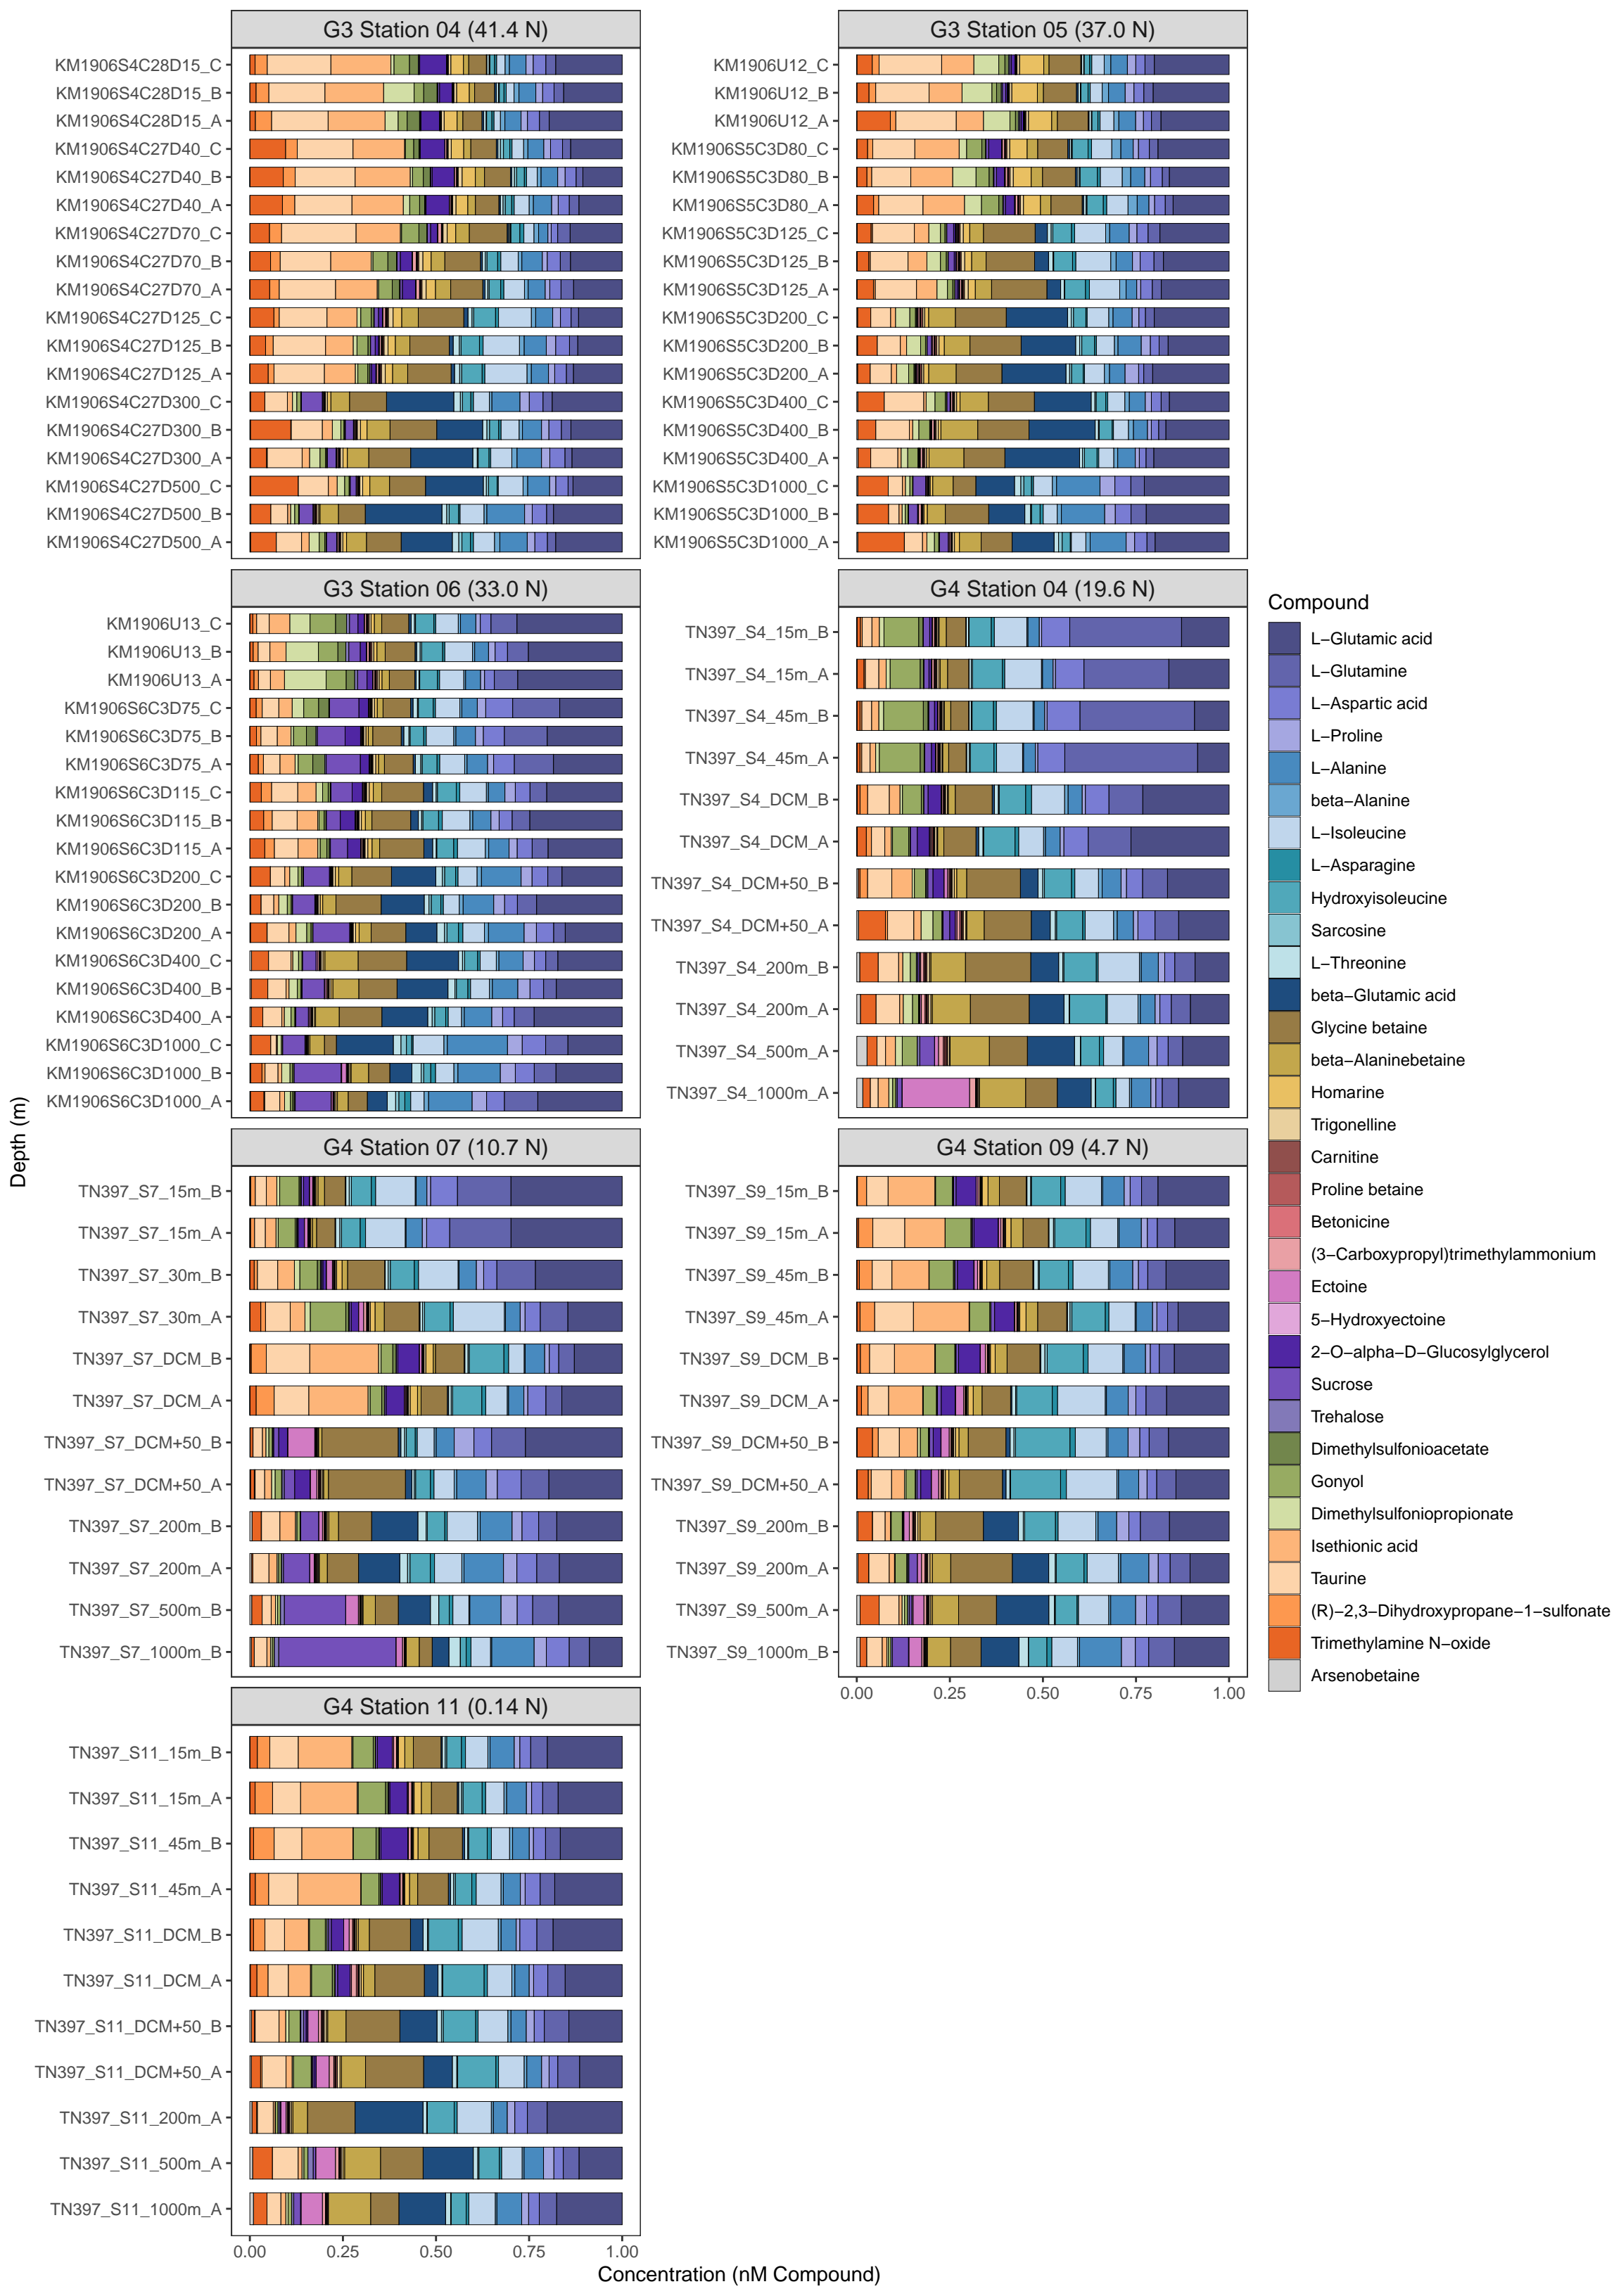 G3 Station 04 (41.4 N)
KM1906S4C28D15_C
KM1906S4C28D15_B
KM1906S4C28D15_A
KM1906S4C27D40_C
KM1906S4C27D40_B
KM1906S4C27D40_A
KM1906S4C27D70_C
KM1906S4C27D70_B
KM1906S4C27D70_A
KM1906S4C27D125_C
KM1906S4C27D125_B
KM1906S4C27D125_A
KM1906S4C27D300_C
KM1906S4C27D300_B
KM1906S4C27D300_A
KM1906S4C27D500_C
KM1906S4C27D500_B
KM1906S4C27D500_A
G3 Station 05 (37.0 N)
KM1906U12_C
KM1906U12_B
KM1906U12_A
KM1906S5C3D80_C
KM1906S5C3D80_B
KM1906S5C3D80_A
KM1906S5C3D125_C
KM1906S5C3D125_B
KM1906S5C3D125_A
KM1906S5C3D200_C
KM1906S5C3D200_B
KM1906S5C3D200_A
KM1906S5C3D400_C
KM1906S5C3D400_B
KM1906S5C3D400_A
KM1906S5C3D1000_C
KM1906S5C3D1000_B
KM1906S5C3D1000_A
G3 Station 06 (33.0 N)
KM1906U13_C
KM1906U13_B
KM1906U13_A
KM1906S6C3D75_C
KM1906S6C3D75_B
KM1906S6C3D75_A
KM1906S6C3D115_C
KM1906S6C3D115_B
KM1906S6C3D115_A
KM1906S6C3D200_C
KM1906S6C3D200_B
KM1906S6C3D200_A
KM1906S6C3D400_C
KM1906S6C3D400_B
KM1906S6C3D400_A
KM1906S6C3D1000_C
KM1906S6C3D1000_B
KM1906S6C3D1000_A
G4 Station 04 (19.6 N)
TN397_S4_15m_B
TN397_S4_15m_A
TN397_S4_45m_B
TN397_S4_45m_A
TN397_S4_DCM_B
TN397_S4_DCM_A
TN397_S4_DCM+50_B
TN397_S4_DCM+50_A
TN397_S4_200m_B
TN397_S4_200m_A
TN397_S4_500m_A
TN397_S4_1000m_A
G4 Station 07 (10.7 N)
TN397_S7_15m_B
TN397_S7_15m_A
TN397_S7_30m_B
TN397_S7_30m_A
TN397_S7_DCM_B
TN397_S7_DCM_A
TN397_S7_DCM+50_B
TN397_S7_DCM+50_A
TN397_S7_200m_B
TN397_S7_200m_A
TN397_S7_500m_B
TN397_S7_1000m_B
G4 Station 09 (4.7 N)
TN397_S9_15m_B
TN397_S9_15m_A
TN397_S9_45m_B
TN397_S9_45m_A
TN397_S9_DCM_B
TN397_S9_DCM_A
TN397_S9_DCM+50_B
TN397_S9_DCM+50_A
TN397_S9_200m_B
TN397_S9_200m_A
TN397_S9_500m_A
TN397_S9_1000m_B
0.00 0.25 0.50 0.75 1.00
G4 Station 11 (0.14 N)
TN397_S11_15m_B
TN397_S11_15m_A
TN397_S11_45m_B
TN397_S11_45m_A
TN397_S11_DCM_B
TN397_S11_DCM_A
TN397_S11_DCM+50_B
TN397_S11_DCM+50_A
TN397_S11_200m_A
TN397_S11_500m_A
TN397_S11_1000m_A
0.00 0.25 0.50 0.75 1.00
Depth (m)
Concentration (nM Compound)
Compound
L−Glutamic acid
L−Glutamine
L−Aspartic acid
L−Proline
L−Alanine
beta−Alanine
L−Isoleucine
L−Asparagine
Hydroxyisoleucine
Sarcosine
L−Threonine
beta−Glutamic acid
Glycine betaine
beta−Alaninebetaine
Homarine
Trigonelline
Carnitine
Proline betaine
Betonicine
(3−Carboxypropyl)trimethylammonium
Ectoine
5−Hydroxyectoine
2−O−alpha−D−Glucosylglycerol
Sucrose
Trehalose
Dimethylsulfonioacetate
Gonyol
Dimethylsulfoniopropionate
Isethionic acid
Taurine
(R)−2,3−Dihydroxypropane−1−sulfonate
Trimethylamine N−oxide
Arsenobetaine